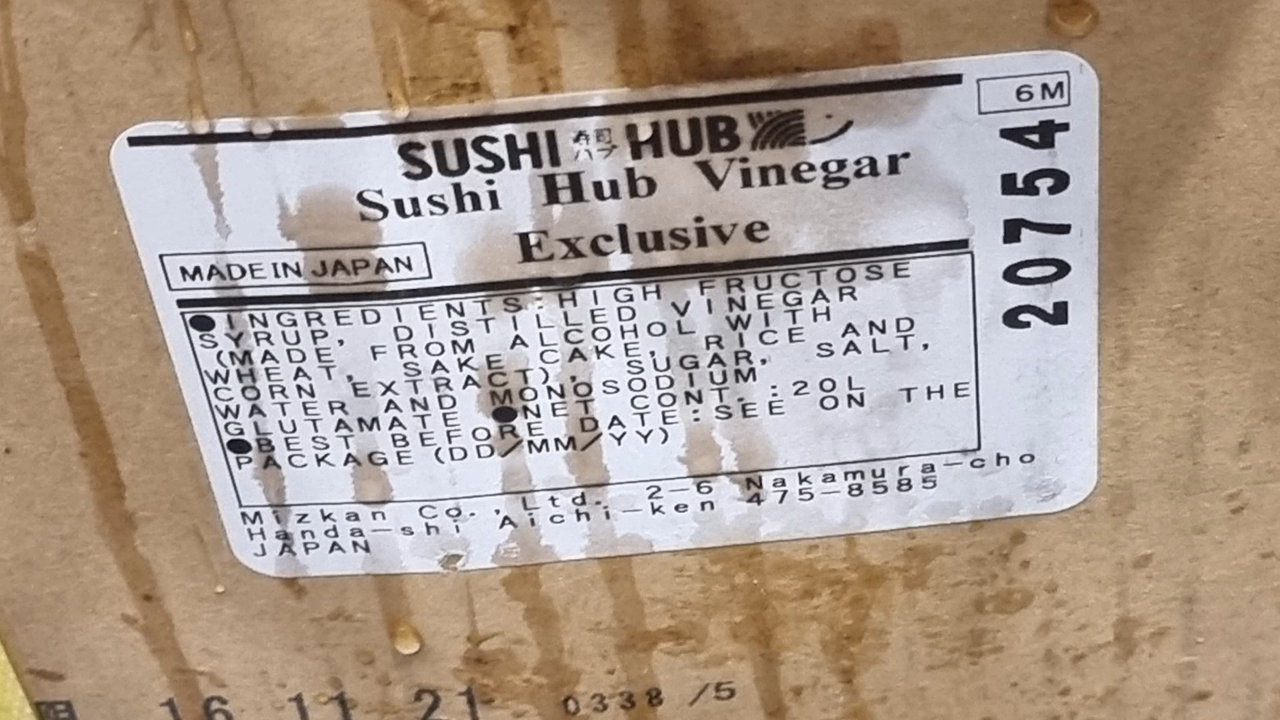 6M
SUSHI 寿司 ハブ HUB
Sushi Hub Vinegar
Exclusive
20754
MADE IN JAPAN
●INGREDIENTS:HIGH FRUCTOSE
SYRUP, DISTILLED VINEGAR
(MADE FROM ALCOHOL WITH
WHEAT, SAKE CAKE, RICE AND
CORN EXTRACT), SUGAR, SALT,
WATER AND MONOSODIUM
GLUTAMATE ●NET CONT.:20L
●BEST BEFORE DATE:SEE ON THE
PACKAGE (DD/MM/YY)
Mizkan Co., Ltd. 2-6 Nakamura-cho
Handa-shi Aichi-ken 475-8585
JAPAN
16 11 21 0338 /5